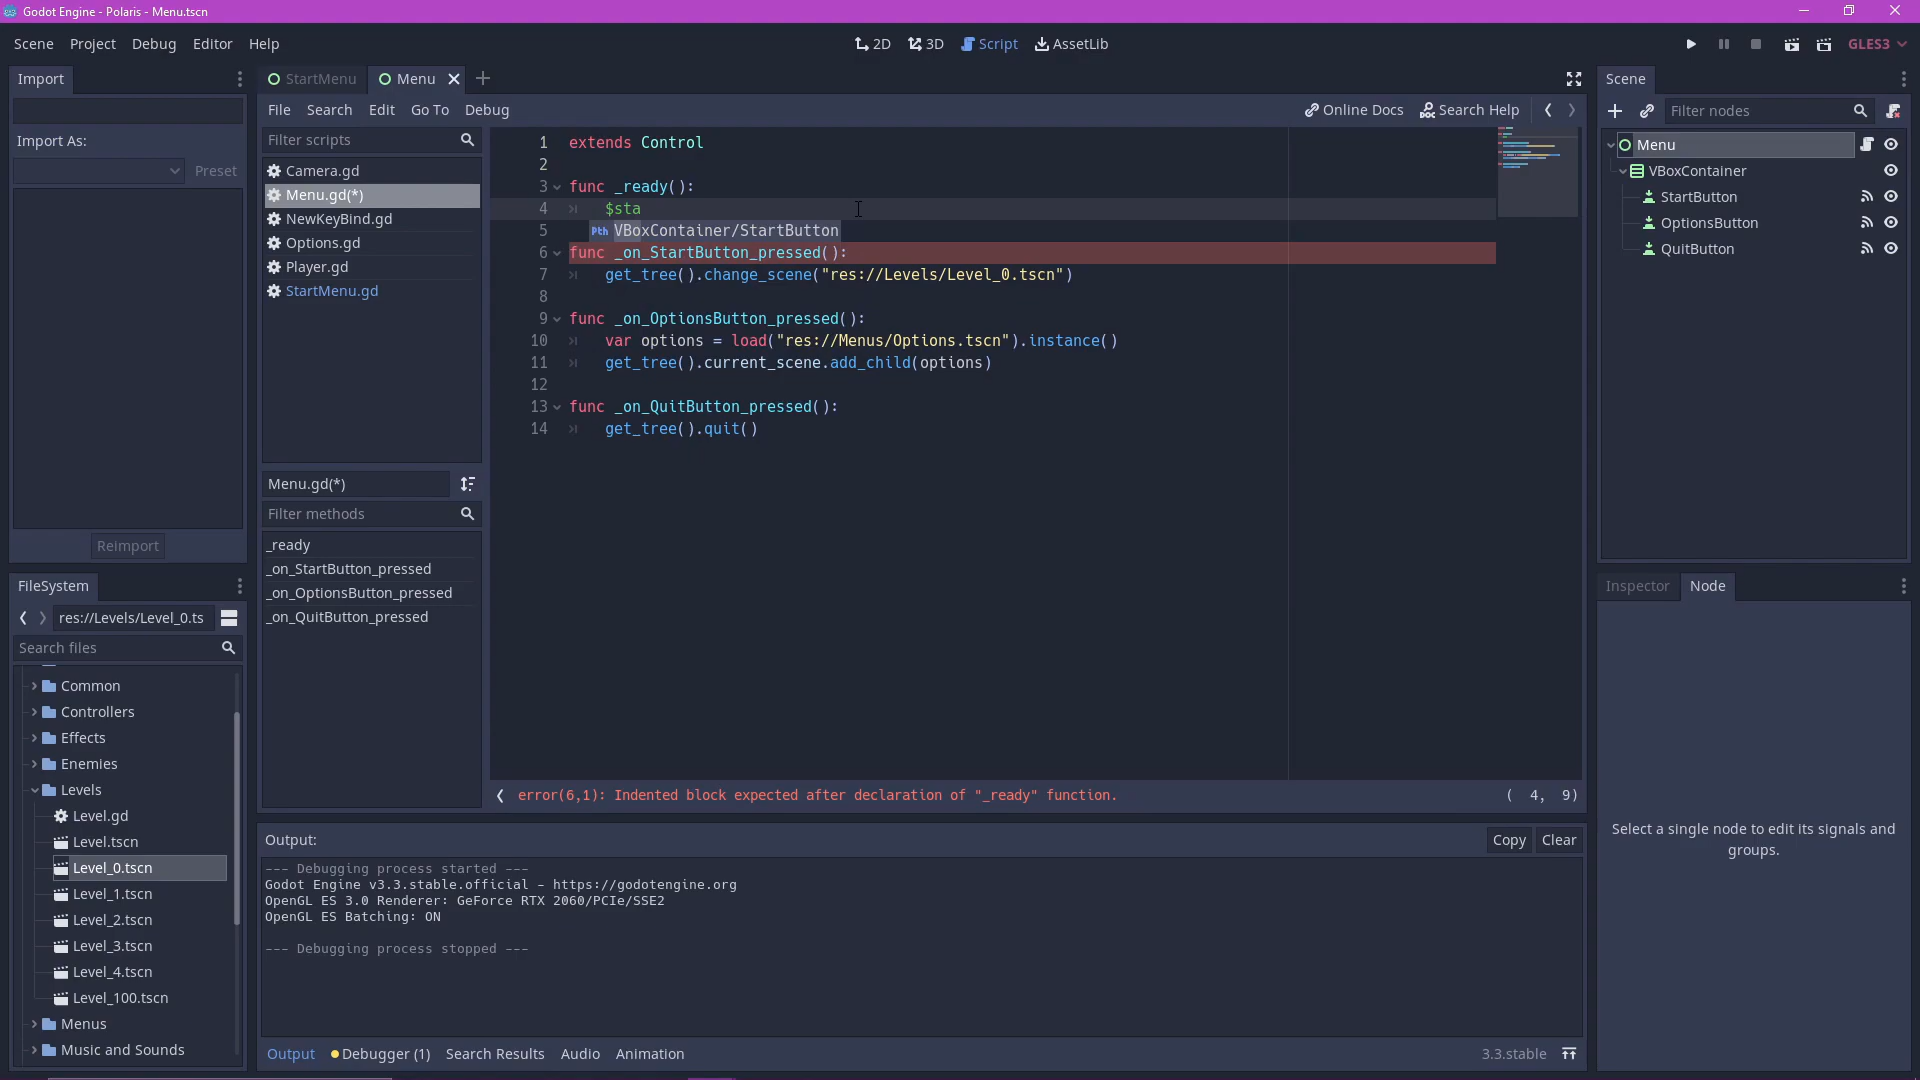 Godot Engine - Polaris - Menu.tscn
Scene Project Debug Editor Help
2D 3D Script AssetLib
GLES3
Import
Import As:
Preset
Reimport
StartMenu Menu
File Search Edit Go To Debug
Online Docs Search Help
Filter scripts
Camera.gd
Menu.gd(*)
NewKeyBind.gd
Options.gd
Player.gd
StartMenu.gd
Menu.gd(*)
Filter methods
_ready
_on_StartButton_pressed
_on_OptionsButton_pressed
_on_QuitButton_pressed
1 extends Control
2
3 func _ready():
4 $sta
5 Pth VBoxContainer/StartButton
6 func _on_StartButton_pressed():
7 get_tree().change_scene("res://Levels/Level_0.tscn")
8
9 func _on_OptionsButton_pressed():
10 var options = load("res://Menus/Options.tscn").instance()
11 get_tree().current_scene.add_child(options)
12
13 func _on_QuitButton_pressed():
14 get_tree().quit()
error(6,1): Indented block expected after declaration of "_ready" function.
( 4, 9)
Scene
Filter nodes
Menu
VBoxContainer
StartButton
OptionsButton
QuitButton
Inspector Node
Select a single node to edit its signals and
groups.
FileSystem
res://Levels/Level_0.ts
Search files
Common
Controllers
Effects
Enemies
Levels
Level.gd
Level.tscn
Level_0.tscn
Level_1.tscn
Level_2.tscn
Level_3.tscn
Level_4.tscn
Level_100.tscn
Menus
Music and Sounds
Output:
Copy Clear
--- Debugging process started ---
Godot Engine v3.3.stable.official - https://godotengine.org
OpenGL ES 3.0 Renderer: GeForce RTX 2060/PCIe/SSE2
OpenGL ES Batching: ON
--- Debugging process stopped ---
Output Debugger (1) Search Results Audio Animation
3.3.stable